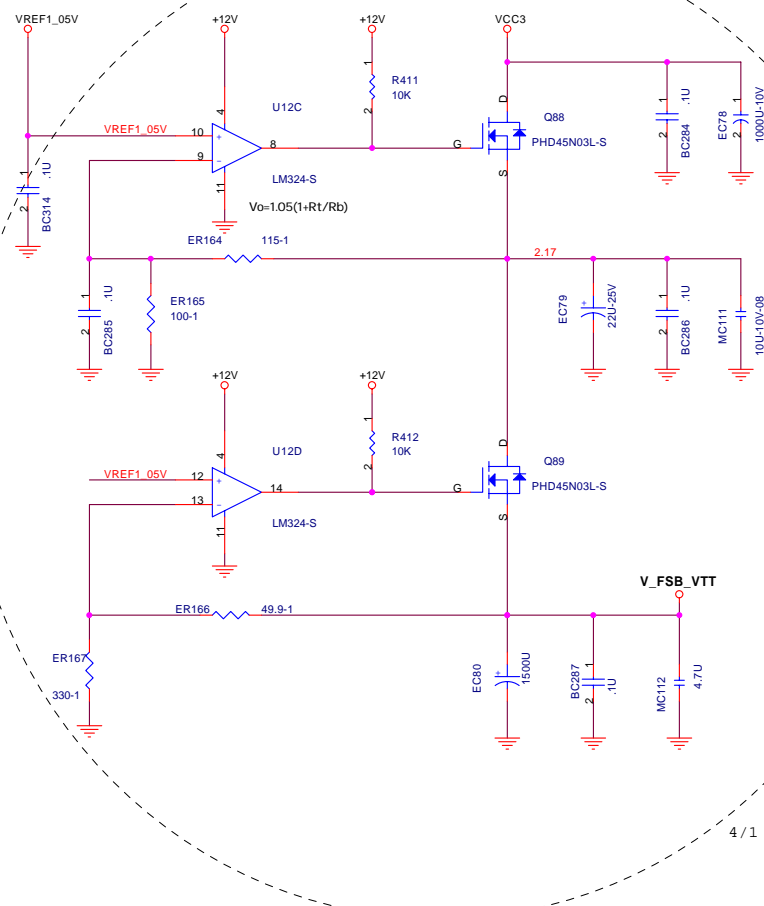 VREF1_05V
+12V
+12V
VCC3
1
R411
10K
2
D
Q88
PHD45N03L-S
G
S
1
.1U
2
BC284
1
EC78
2
1000U-10V
4
U12C
VREF1_05V
10
+
9
-
8
11
LM324-S
Vo=1.05(1+Rt/Rb)
1
.1U
2
BC314
ER164
115-1
2.17
1
.1U
2
BC285
ER165
100-1
EC79
+
22U-25V
1
.1U
2
BC286
MC111
10U-10V-08
+12V
+12V
1
R412
10K
2
D
Q89
PHD45N03L-S
G
S
4
U12D
VREF1_05V
12
+
13
-
14
11
LM324-S
V_FSB_VTT
ER166
49.9-1
ER167
330-1
EC80
+
1500U
BC287
1
2
.1U
MC112
4.7U
4/1